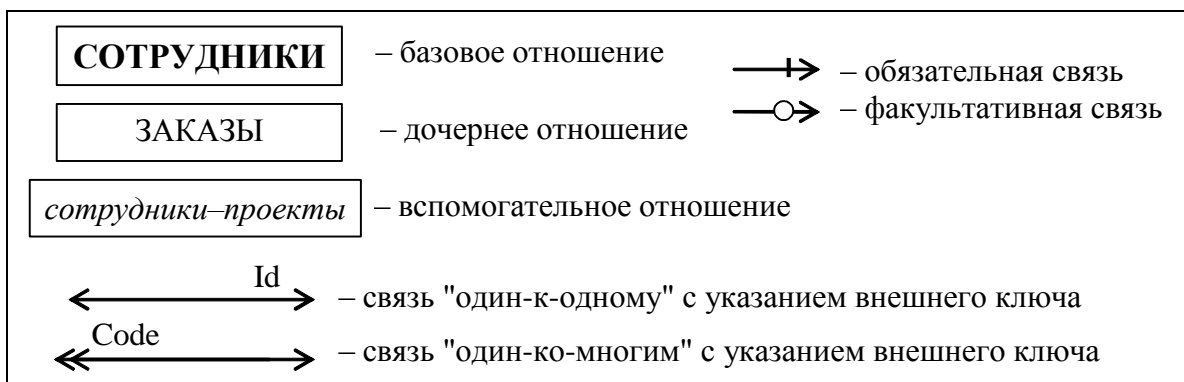 СОТРУДНИКИ – базовое отношение
– обязательная связь
– факультативная связь
ЗАКАЗЫ – дочернее отношение
сотрудники–проекты – вспомогательное отношение
Id
– связь "один-к-одному" с указанием внешнего ключа
Code
– связь "один-ко-многим" с указанием внешнего ключа